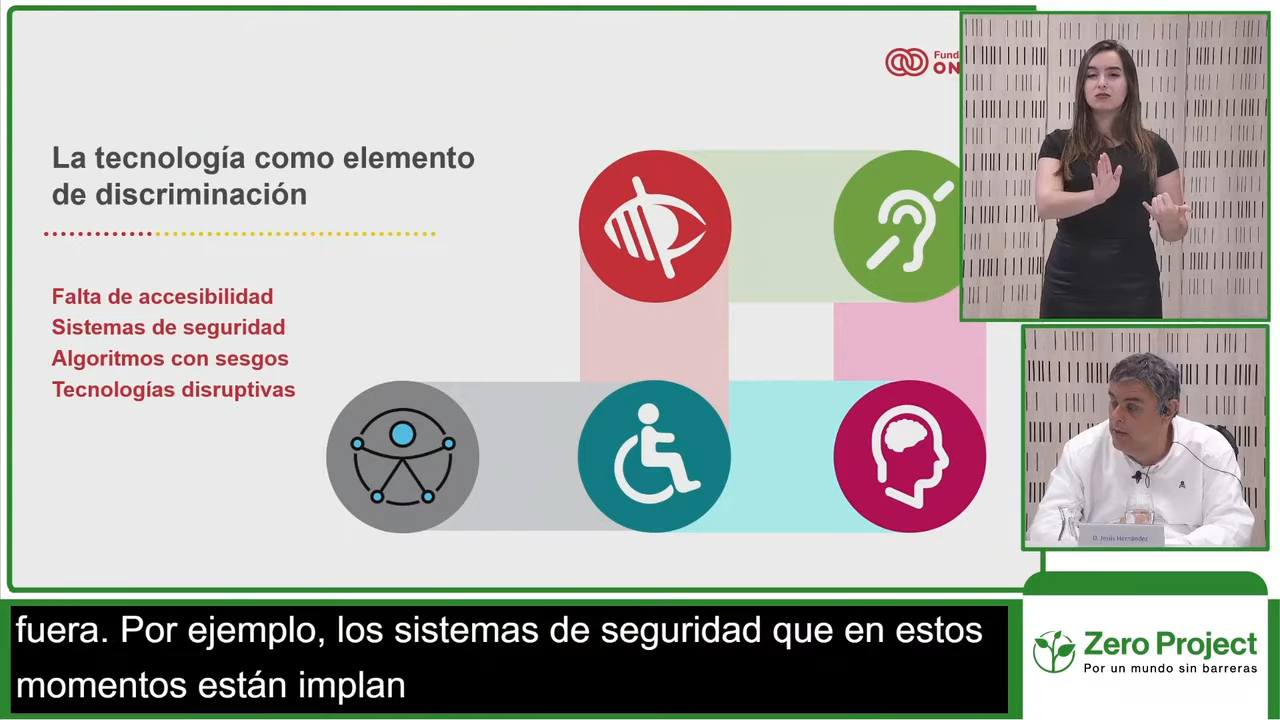 Fund
ON
La tecnología como elemento
de discriminación
Falta de accesibilidad
Sistemas de seguridad
Algoritmos con sesgos
Tecnologías disruptivas
D. Jesús Hernández
fuera. Por ejemplo, los sistemas de seguridad que en estos
momentos están implan
Zero Project
Por un mundo sin barreras